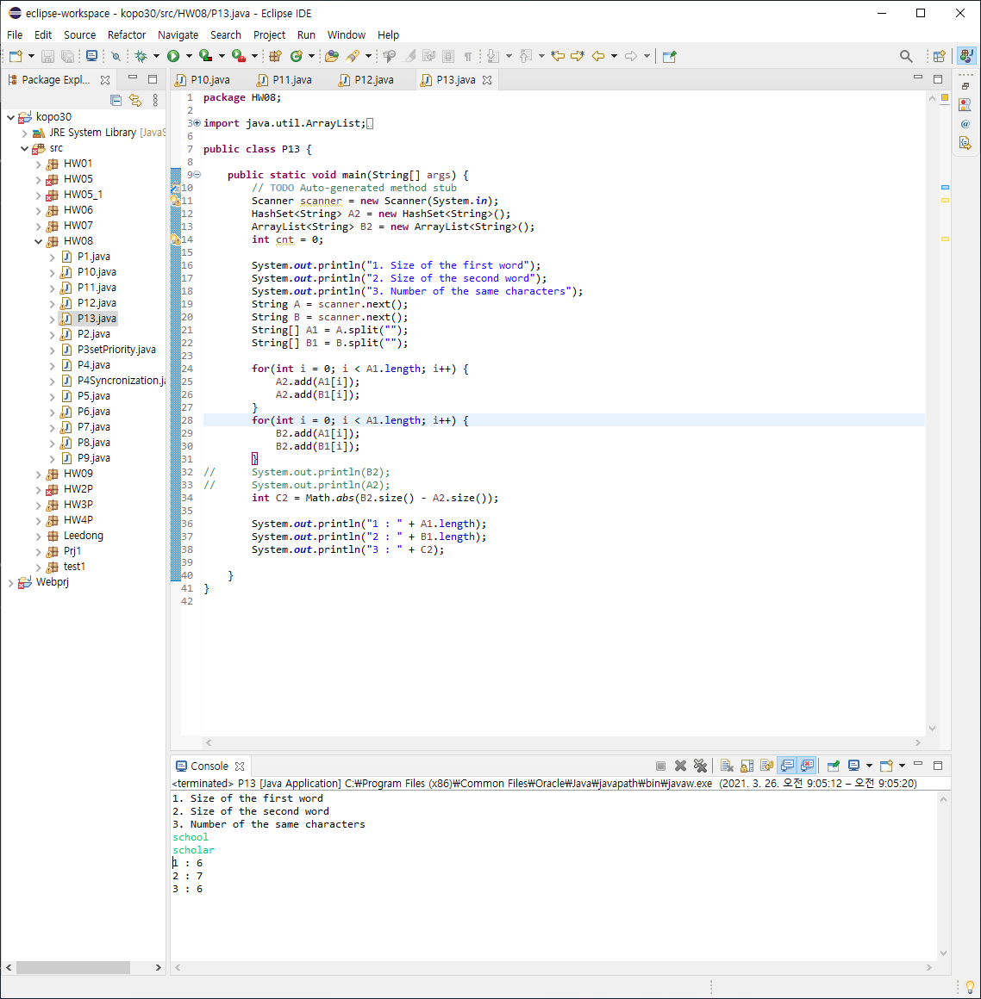 eclipse-workspace - kopo30/src/HW08/P13.java - Eclipse IDE
File Edit Source Refactor Navigate Search Project Run Window Help
Package Expl...
P10.java P11.java P12.java P13.java
kopo30
JRE System Library [JavaS
src
HW01
HW05
HW05_1
HW06
HW07
HW08
P1.java
P10.java
P11.java
P12.java
P13.java
P2.java
P3setPriority.java
P4.java
P4Syncronization.ja
P5.java
P6.java
P7.java
P8.java
P9.java
HW09
HW2P
HW3P
HW4P
Leedong
Prj1
test1
Webprj
1 package HW08;
2
3 import java.util.ArrayList;
6
7 public class P13 {
8
9 public static void main(String[] args) {
10 // TODO Auto-generated method stub
11 Scanner scanner = new Scanner(System.in);
12 HashSet<String> A2 = new HashSet<String>();
13 ArrayList<String> B2 = new ArrayList<String>();
14 int cnt = 0;
15
16 System.out.println("1. Size of the first word");
17 System.out.println("2. Size of the second word");
18 System.out.println("3. Number of the same characters");
19 String A = scanner.next();
20 String B = scanner.next();
21 String[] A1 = A.split("");
22 String[] B1 = B.split("");
23
24 for(int i = 0; i < A1.length; i++) {
25 A2.add(A1[i]);
26 A2.add(B1[i]);
27 }
28 for(int i = 0; i < A1.length; i++) {
29 B2.add(A1[i]);
30 B2.add(B1[i]);
31 }
32 // System.out.println(B2);
33 // System.out.println(A2);
34 int C2 = Math.abs(B2.size() - A2.size());
35
36 System.out.println("1 : " + A1.length);
37 System.out.println("2 : " + B1.length);
38 System.out.println("3 : " + C2);
39
40 }
41 }
42
Console
<terminated> P13 [Java Application] C:₩Program Files (x86)₩Common Files₩Oracle₩Java₩javapath₩bin₩javaw.exe (2021. 3. 26. 오전 9:05:12 – 오전 9:05:20)
1. Size of the first word
2. Size of the second word
3. Number of the same characters
school
scholar
1 : 6
2 : 7
3 : 6